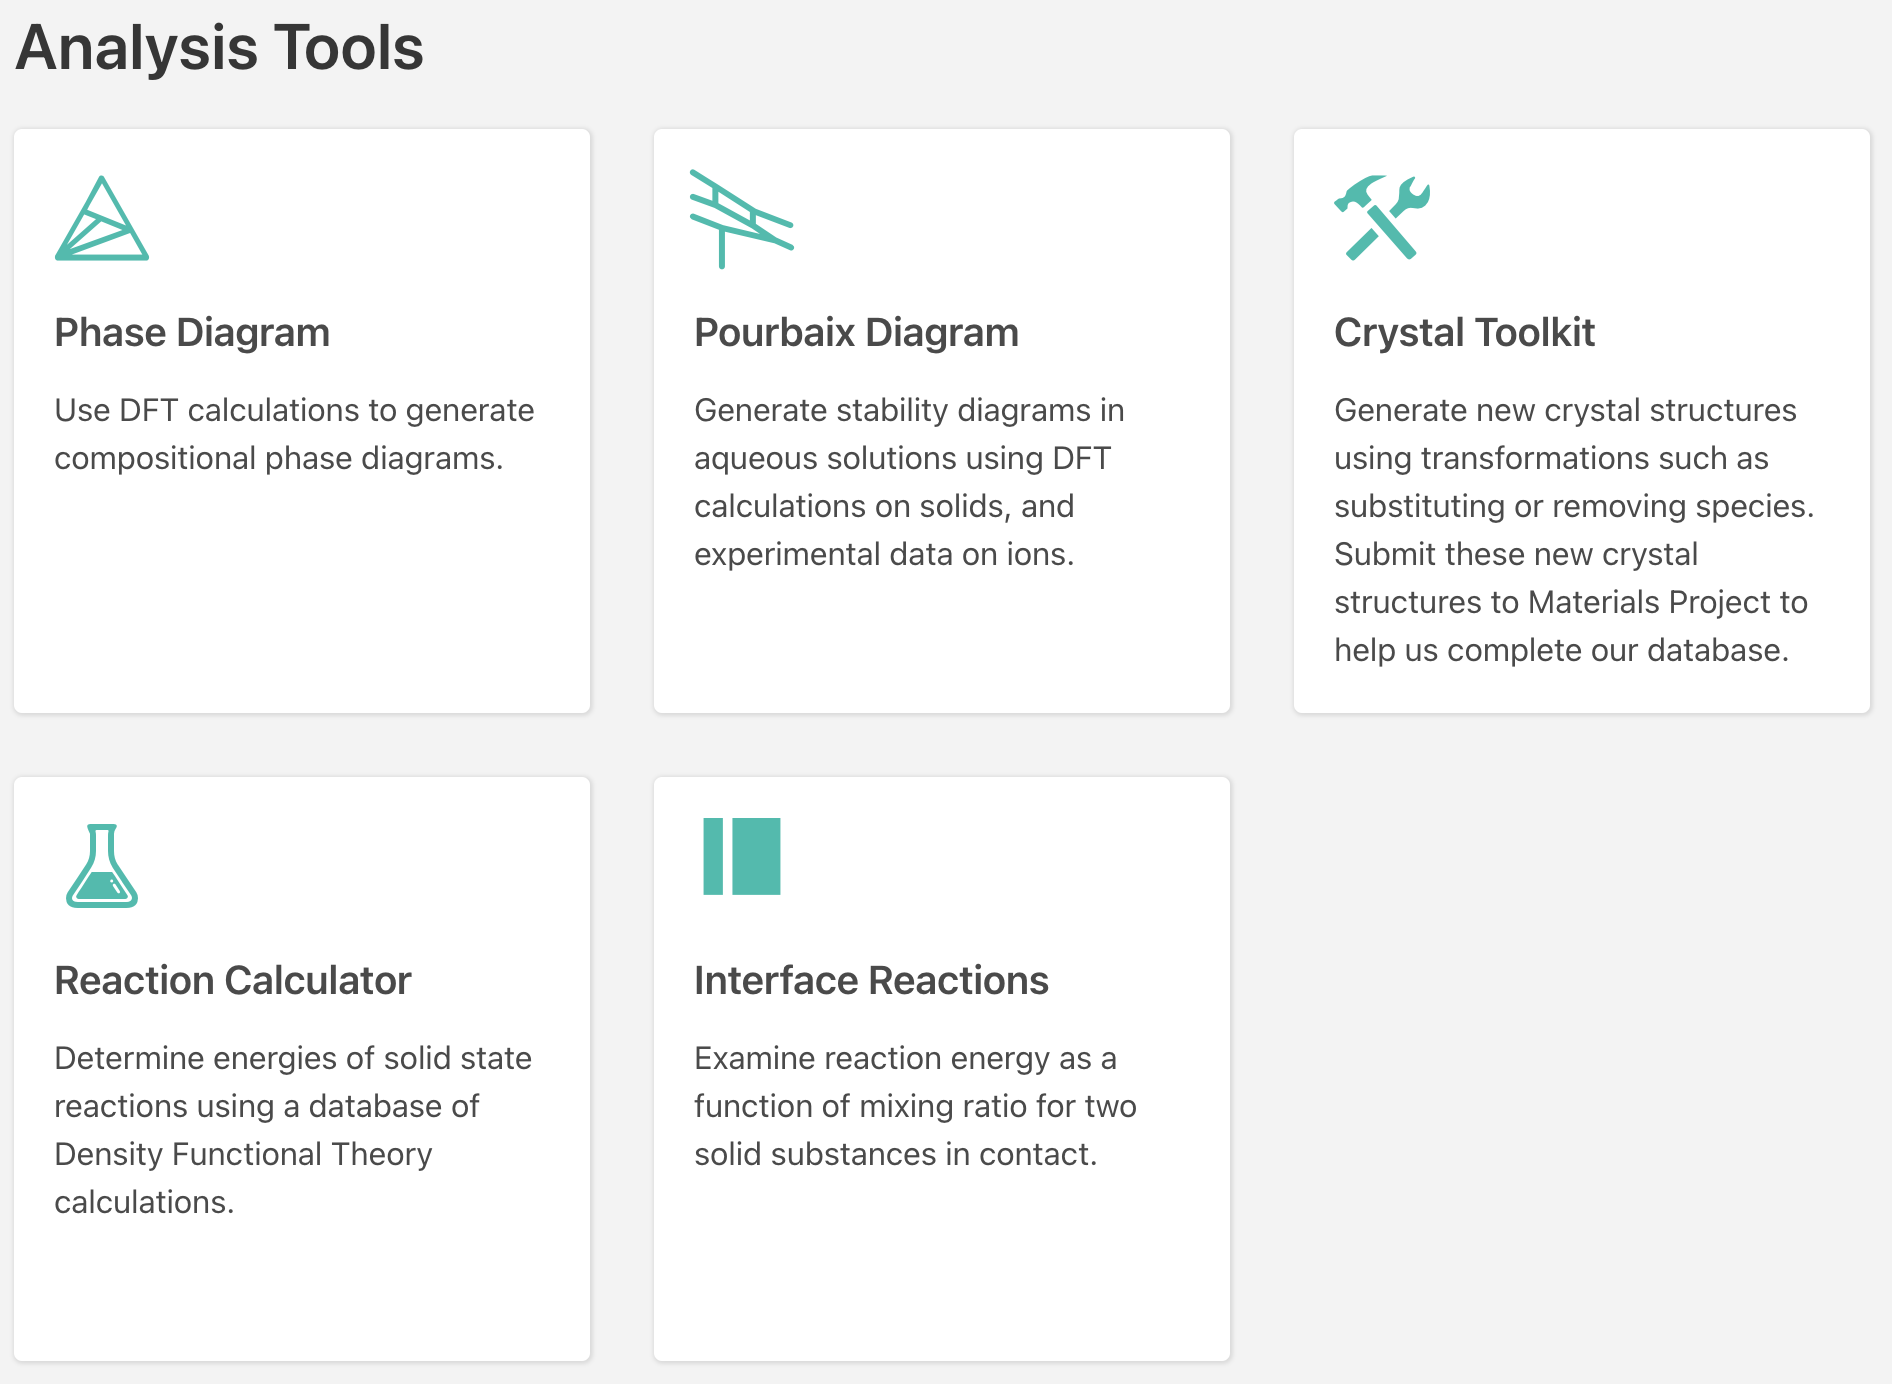 Analysis Tools
Phase Diagram
Use DFT calculations to generate
compositional phase diagrams.
Pourbaix Diagram
Generate stability diagrams in
aqueous solutions using DFT
calculations on solids, and
experimental data on ions.
Crystal Toolkit
Generate new crystal structures
using transformations such as
substituting or removing species.
Submit these new crystal
structures to Materials Project to
help us complete our database.
Reaction Calculator
Determine energies of solid state
reactions using a database of
Density Functional Theory
calculations.
Interface Reactions
Examine reaction energy as a
function of mixing ratio for two
solid substances in contact.